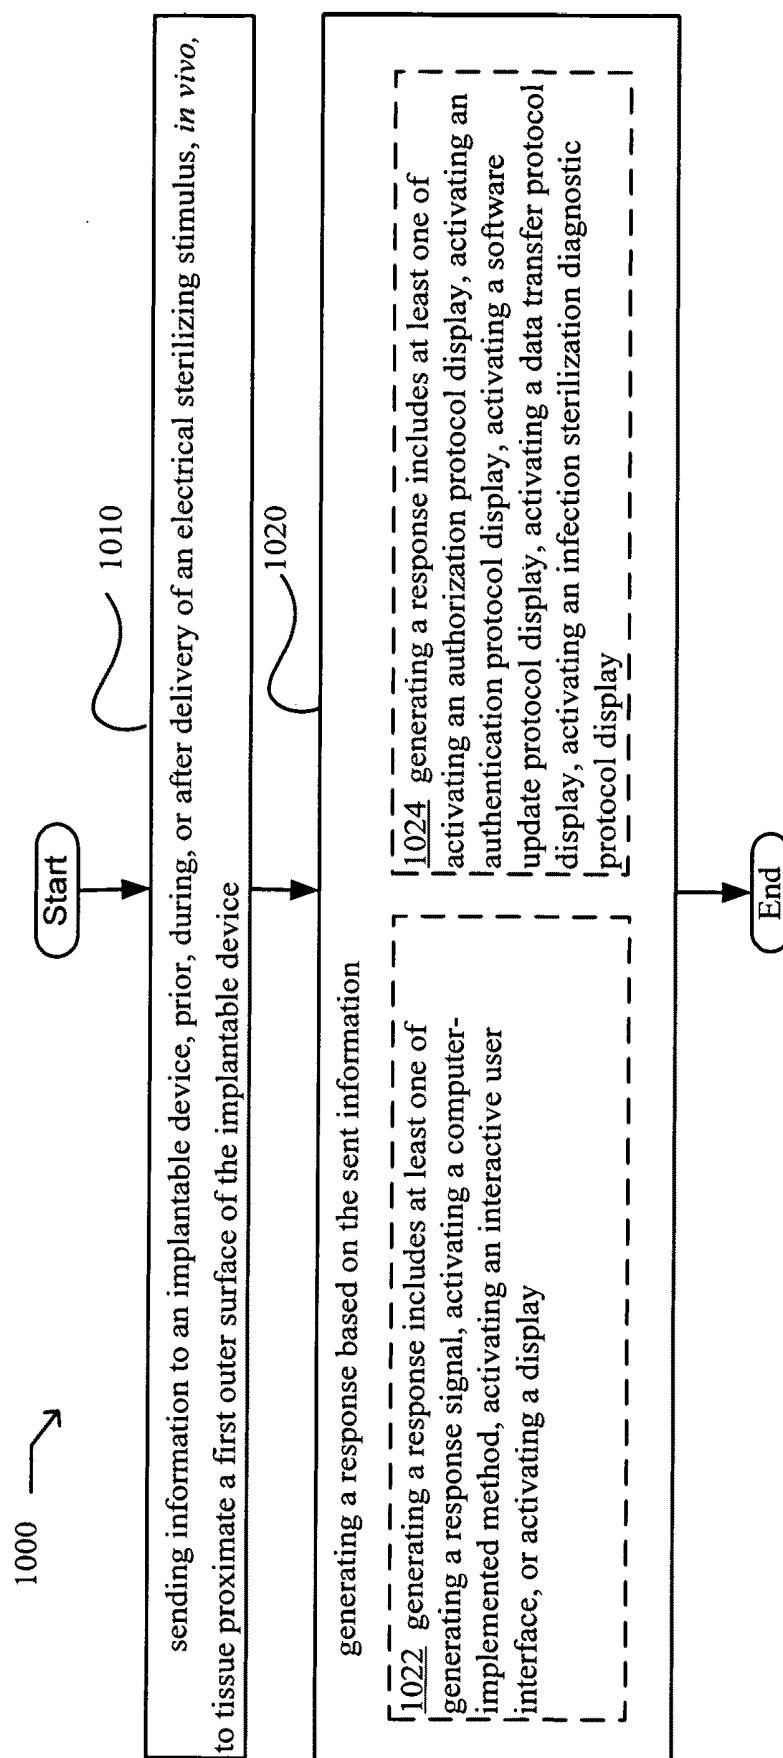 1000
Start
1010
sending information to an implantable device, prior, during, or after delivery of an electrical sterilizing stimulus, in vivo,
to tissue proximate a first outer surface of the implantable device
1020
generating a response based on the sent information
1022 generating a response includes at least one of
generating a response signal, activating a computer-
implemented method, activating an interactive user
interface, or activating a display
1024 generating a response includes at least one of
activating an authorization protocol display, activating an
authentication protocol display, activating a software
update protocol display, activating a data transfer protocol
display, activating an infection sterilization diagnostic
protocol display
End